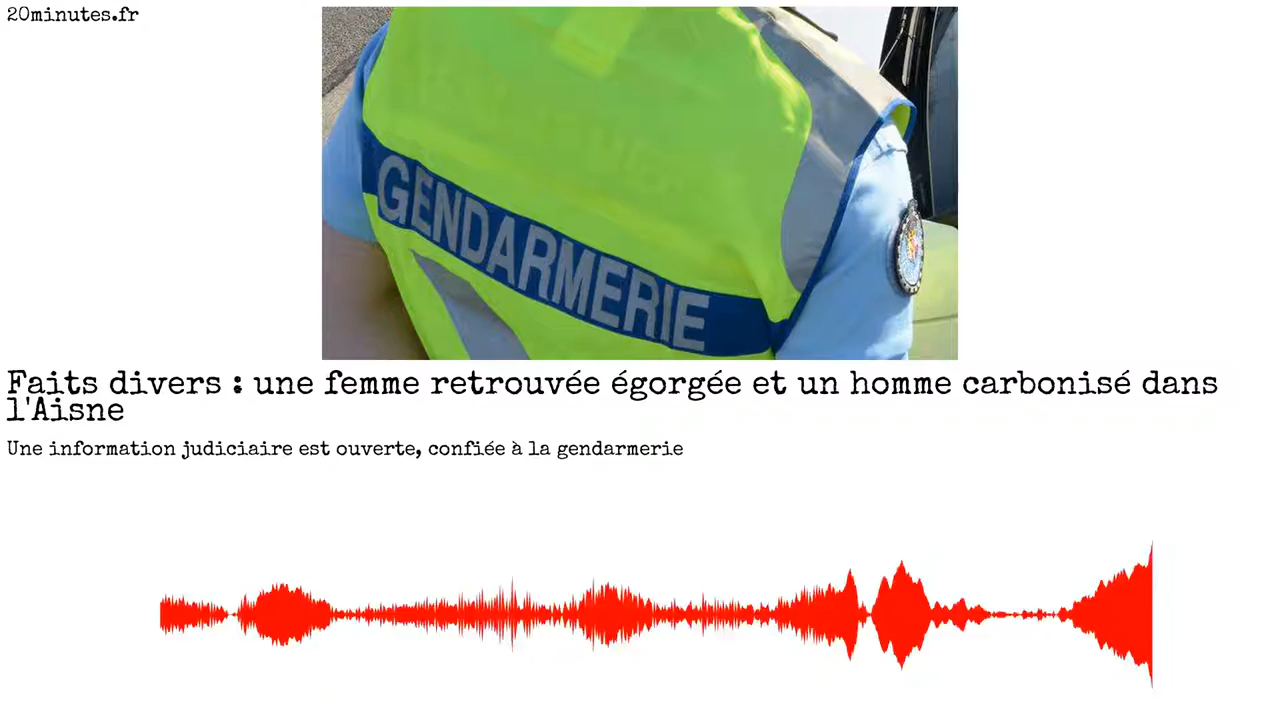 20minutes.fr
GENDARMERIE
Faits divers : une femme retrouvée égorgée et un homme carbonisé dans
l'Aisne
Une information judiciaire est ouverte, confiée à la gendarmerie